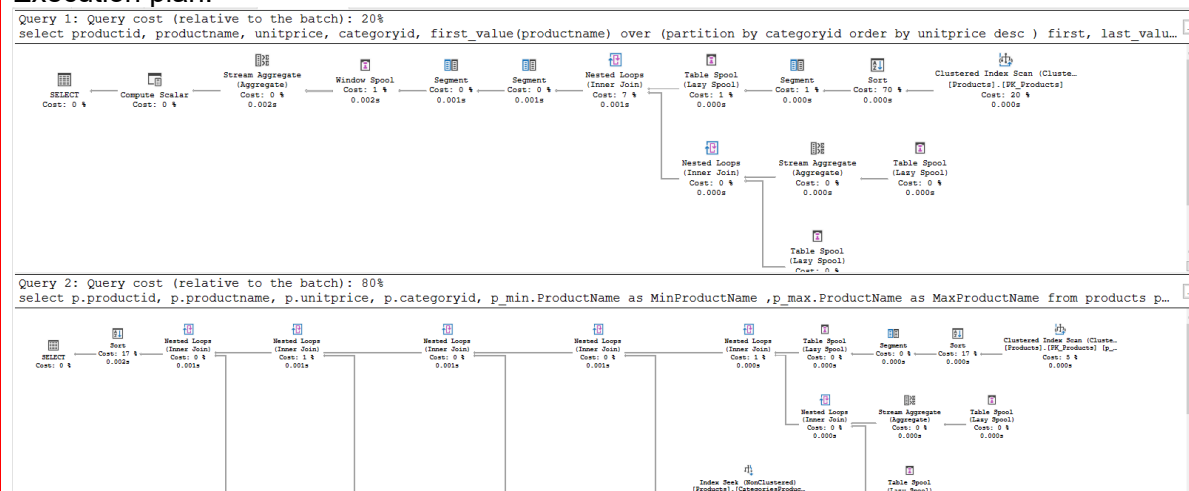 Execution plan:
Query 1: Query cost (relative to the batch): 20%
select productid, productname, unitprice, categoryid, first_value(productname) over (partition by categoryid order by unitprice desc ) first, last_valu…
SELECT
Cost: 0 %
Compute Scalar
Cost: 0 %
Stream Aggregate
(Aggregate)
Cost: 0 %
0.002s
Window Spool
Cost: 1 %
0.002s
Segment
Cost: 0 %
0.001s
Segment
Cost: 0 %
0.001s
Nested Loops
(Inner Join)
Cost: 7 %
0.001s
Table Spool
(Lazy Spool)
Cost: 1 %
0.000s
Segment
Cost: 1 %
0.000s
Sort
Cost: 70 %
0.000s
Clustered Index Scan (Cluste…
[Products].[PK_Products]
Cost: 20 %
0.000s
Nested Loops
(Inner Join)
Cost: 0 %
0.000s
Stream Aggregate
(Aggregate)
Cost: 0 %
0.000s
Table Spool
(Lazy Spool)
Cost: 0 %
0.000s
Table Spool
(Lazy Spool)
Cost: 0 %
Query 2: Query cost (relative to the batch): 80%
select p.productid, p.productname, p.unitprice, p.categoryid, p_min.ProductName as MinProductName ,p_max.ProductName as MaxProductName from products p…
SELECT
Cost: 0 %
Sort
Cost: 17 %
0.002s
Nested Loops
(Inner Join)
Cost: 0 %
0.001s
Nested Loops
(Inner Join)
Cost: 1 %
0.001s
Nested Loops
(Inner Join)
Cost: 0 %
0.001s
Nested Loops
(Inner Join)
Cost: 0 %
0.001s
Nested Loops
(Inner Join)
Cost: 1 %
0.000s
Table Spool
(Lazy Spool)
Cost: 0 %
0.000s
Segment
Cost: 0 %
0.000s
Sort
Cost: 17 %
0.000s
Clustered Index Scan (Cluste…
[Products].[PK_Products] [p_…
Cost: 5 %
0.000s
Nested Loops
(Inner Join)
Cost: 0 %
0.000s
Stream Aggregate
(Aggregate)
Cost: 0 %
0.000s
Table Spool
(Lazy Spool)
Cost: 0 %
0.000s
Index Seek (NonClustered)
[Products].[CategoriesProduc…
Table Spool
(Lazy Spool)